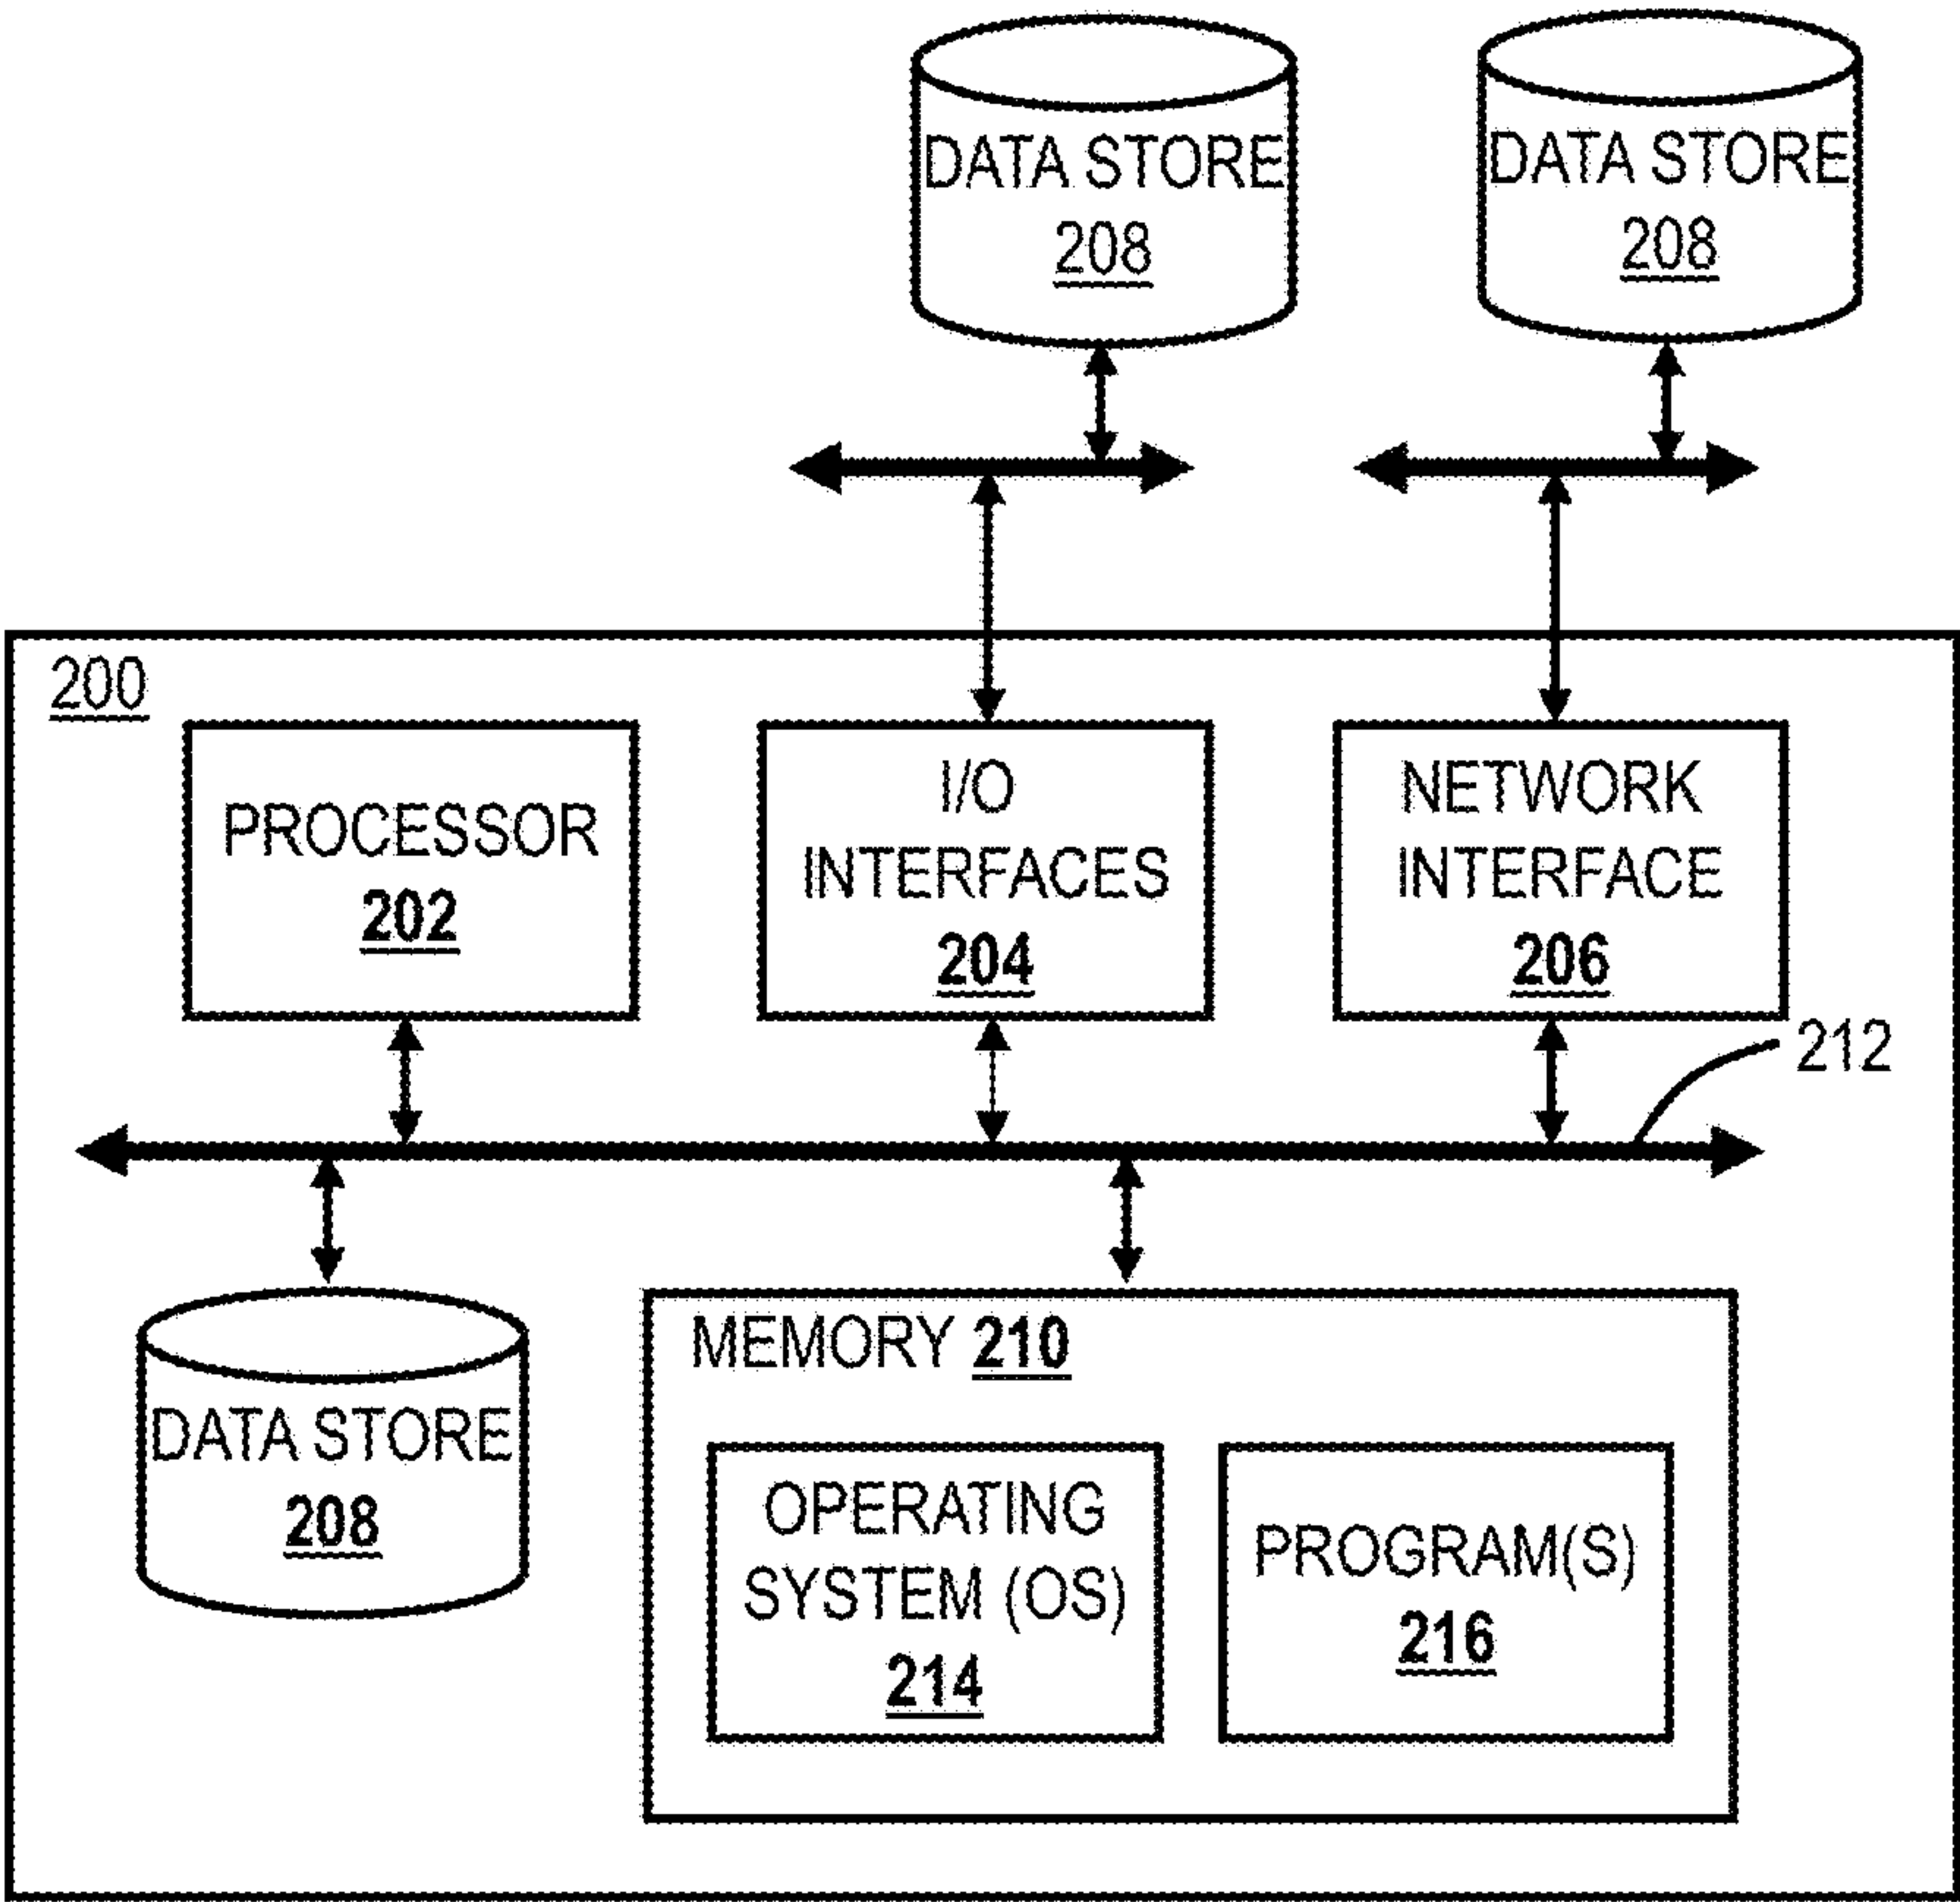 DATA STORE
208
DATA STORE
208
200
PROCESSOR
202
I/O
INTERFACES
204
NETWORK
INTERFACE
206
212
DATA STORE
208
MEMORY 210
OPERATING
SYSTEM (OS)
214
PROGRAM(S)
216